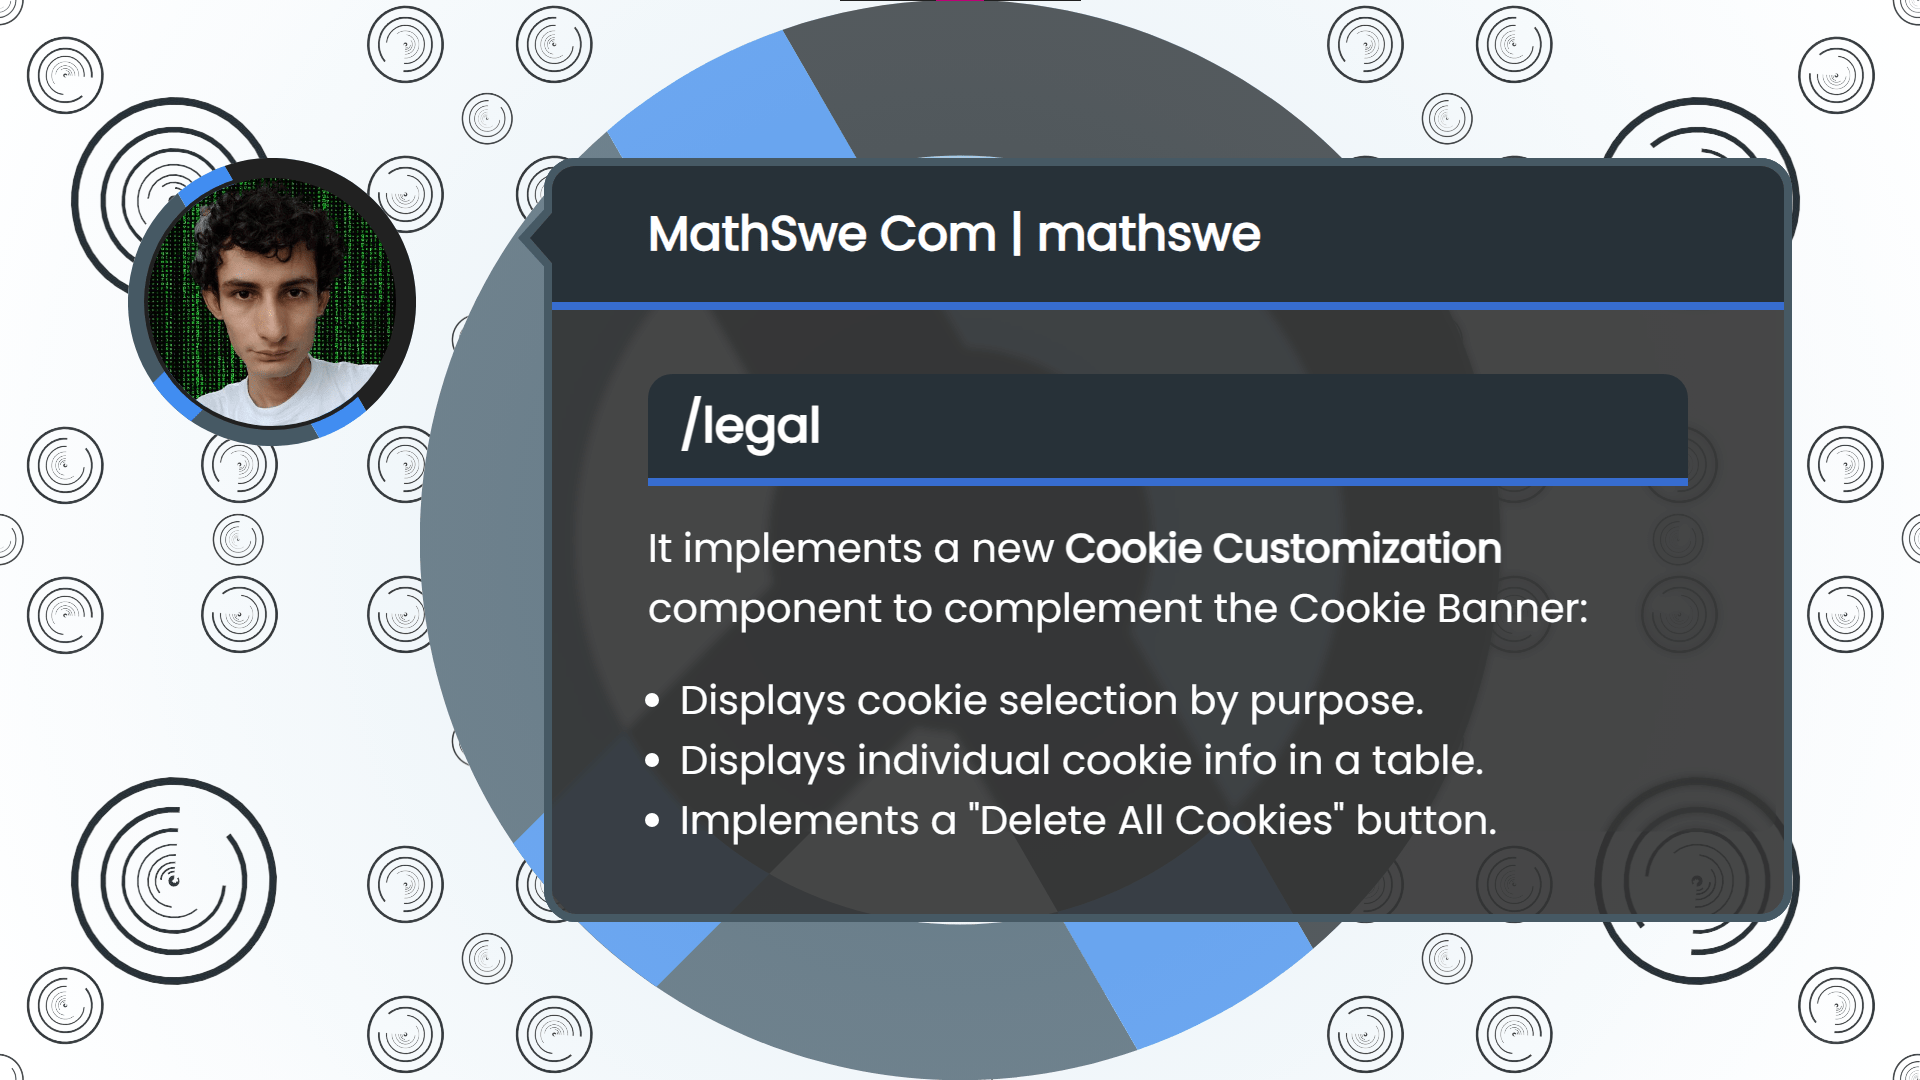 MathSwe Com | mathswe
/legal
It implements a new Cookie Customization
component to complement the Cookie Banner:
• Displays cookie selection by purpose.
• Displays individual cookie info in a table.
• Implements a "Delete All Cookies" button.